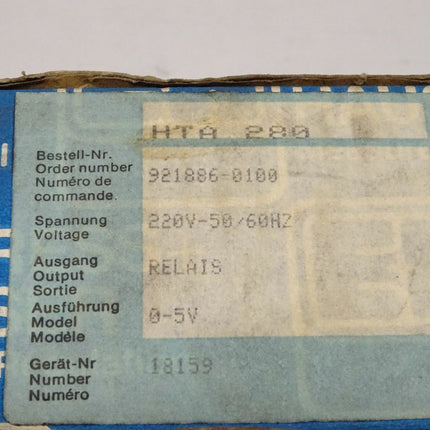 HTA 280
Bestell-Nr.
Order number 921886-0100
Numéro de
commande.
Spannung 220V-50/60HZ
Voltage
Ausgang RELAIS
Output
Sortie
Ausführung 0-5V
Model
Modèle
Gerät-Nr 18159
Number
Numéro